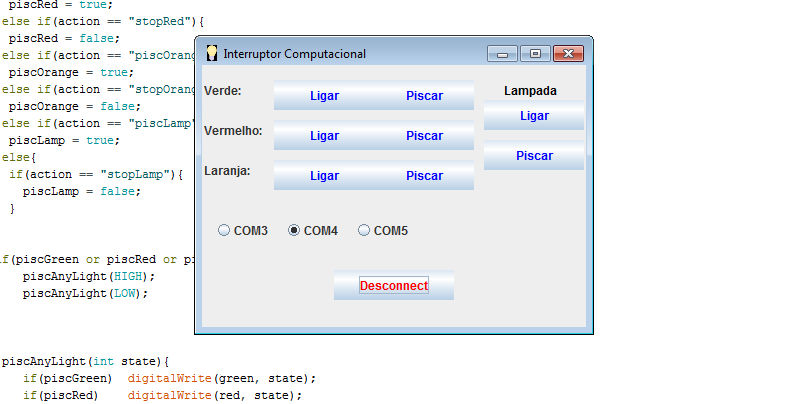 piscRed = true;
else if(action == "stopRed"){
piscRed = false;
else if(action == "piscOrang
piscOrange = true;
else if(action == "stopOrang
piscOrange = false;
else if(action == "piscLamp"
piscLamp = true;
else{
if(action == "stopLamp"){
piscLamp = false;
}
if(piscGreen or piscRed or pi
piscAnyLight(HIGH);
piscAnyLight(LOW);
piscAnyLight(int state){
if(piscGreen) digitalWrite(green, state);
if(piscRed) digitalWrite(red, state);
Interruptor Computacional
Verde: Ligar Piscar
Vermelho: Ligar Piscar
Laranja: Ligar Piscar
Lampada
Ligar
Piscar
COM3 COM4 COM5
Desconnect